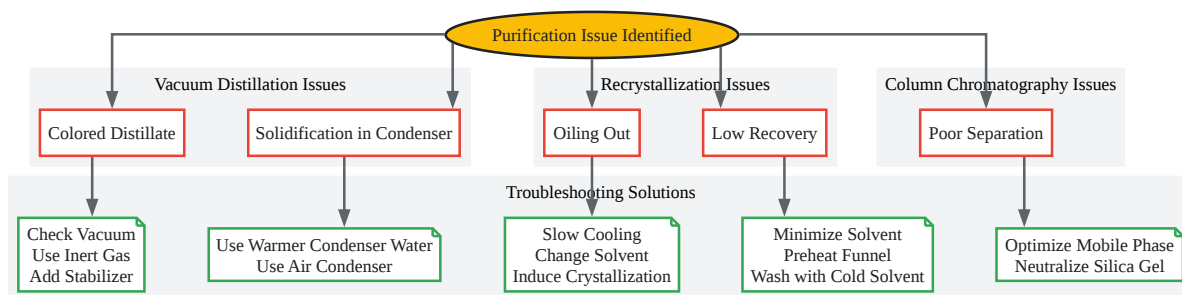 Purification Issue Identified
Vacuum Distillation Issues
Recrystallization Issues
Column Chromatography Issues
Colored Distillate
Solidification in Condenser
Oiling Out
Low Recovery
Poor Separation
Troubleshooting Solutions
Check Vacuum
Use Inert Gas
Add Stabilizer
Use Warmer Condenser Water
Use Air Condenser
Slow Cooling
Change Solvent
Induce Crystallization
Minimize Solvent
Preheat Funnel
Wash with Cold Solvent
Optimize Mobile Phase
Neutralize Silica Gel